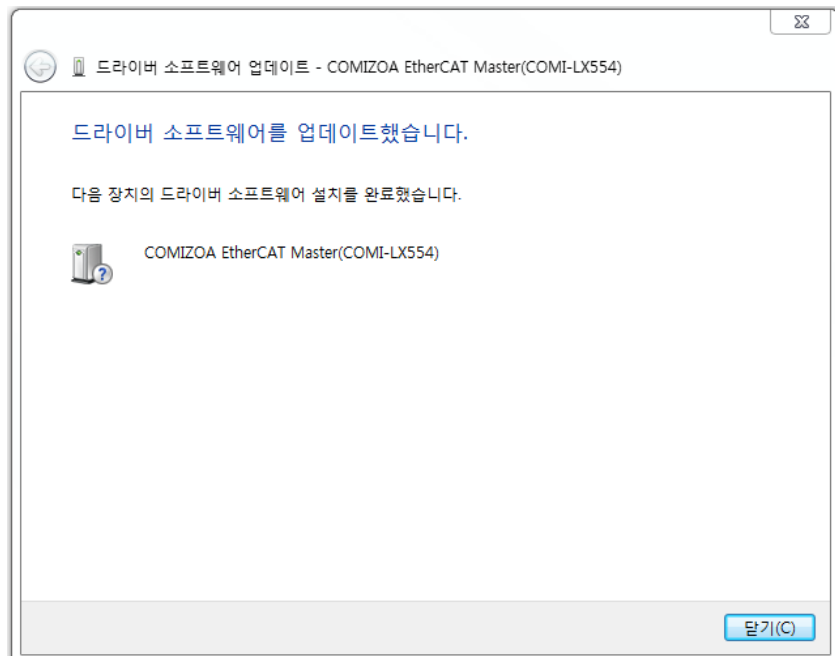 드라이버 소프트웨어 업데이트 - COMIZOA EtherCAT Master(COMI-LX554)
드라이버 소프트웨어를 업데이트했습니다.
다음 장치의 드라이버 소프트웨어 설치를 완료했습니다.
COMIZOA EtherCAT Master(COMI-LX554)
닫기(C)